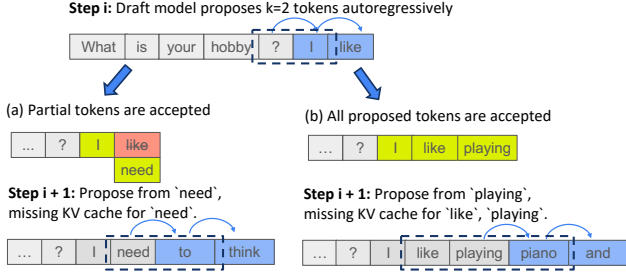 Step i: Draft model proposes k=2 tokens autoregressively
What is your hobby ? I like
(a) Partial tokens are accepted
... ? I like
need
Step i + 1: Propose from `need`,
missing KV cache for `need`.
... ? I need to think
(b) All proposed tokens are accepted
... ? I like playing
Step i + 1: Propose from `playing`,
missing KV cache for `like`, `playing`.
... ? I like playing piano and